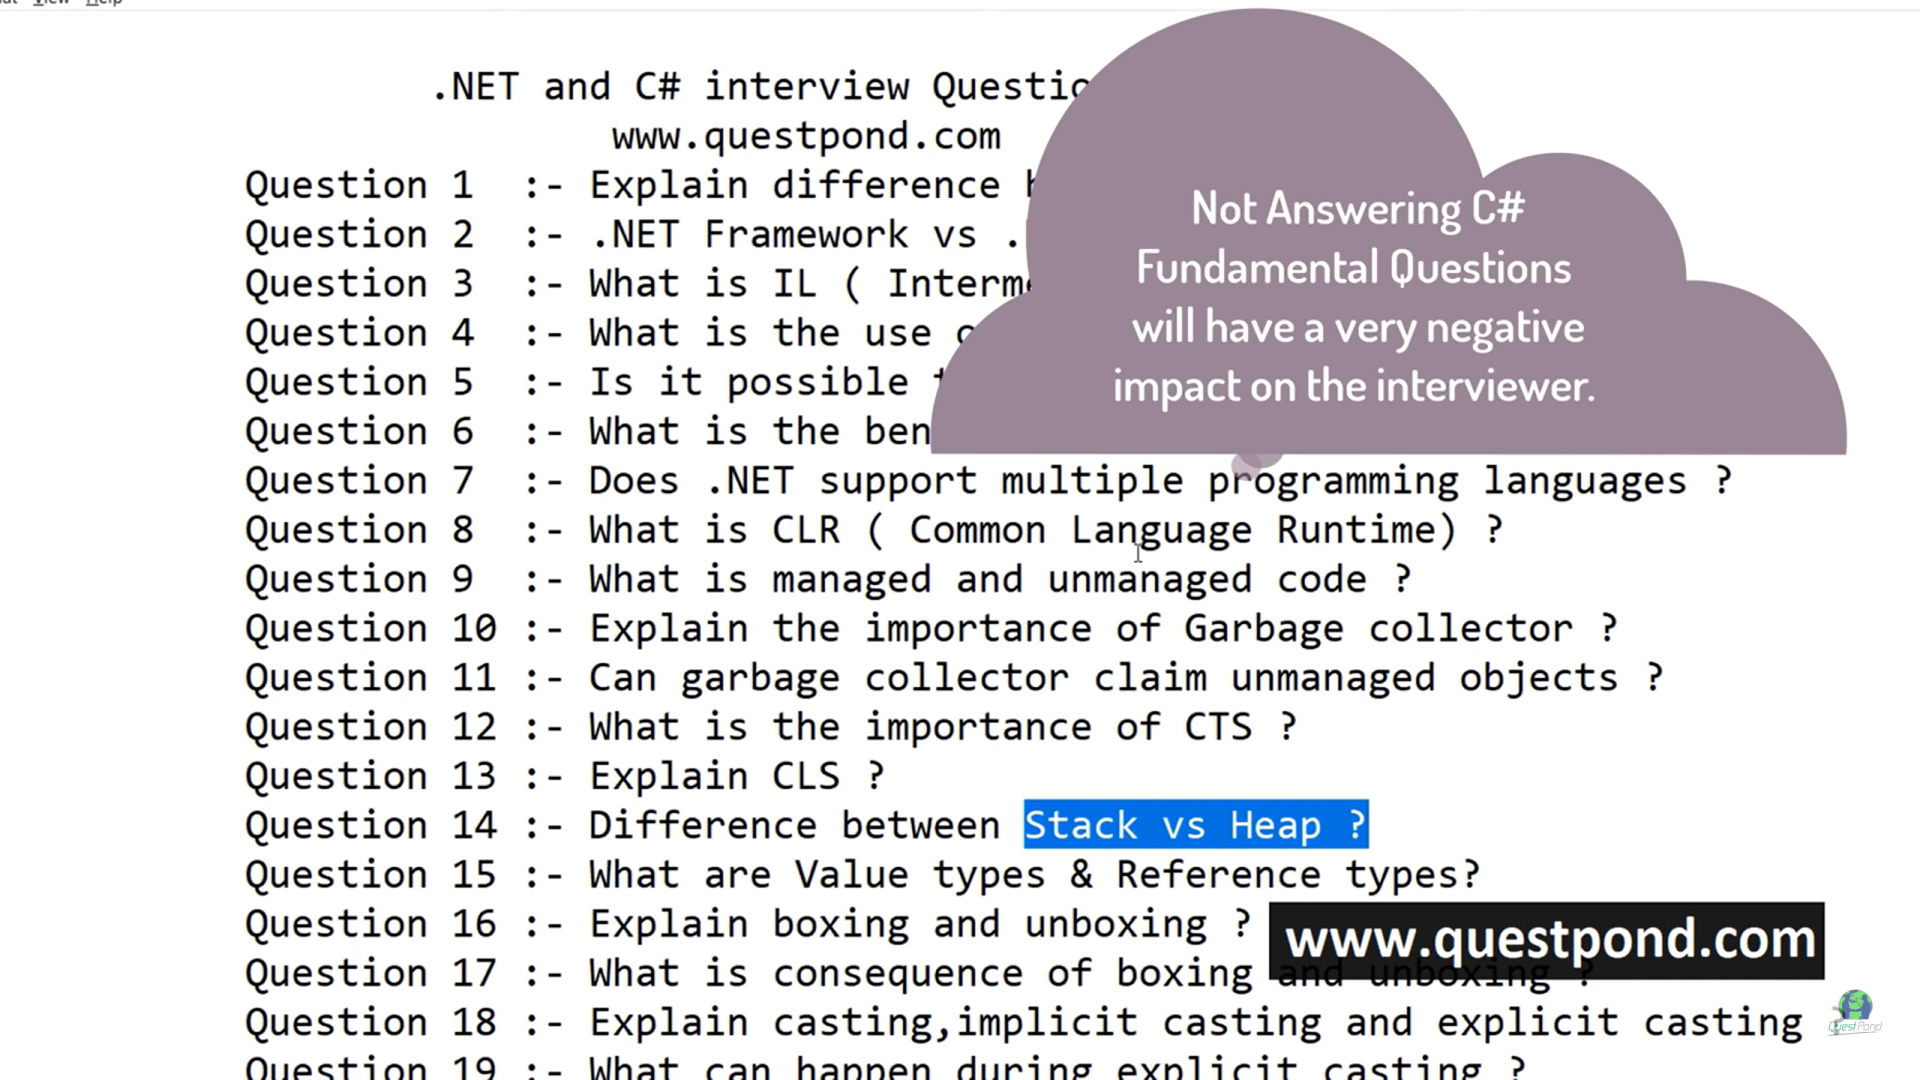 View Help
.NET and C# interview
www.questpond.com
Question 1 :- Explain difference
Question 2 :- .NET Framework vs .
Question 3 :- What is IL (
Question 4 :- What is the use
Question 5 :- Is it possible
Question 6 :- What is the
Not Answering C#
Fundamental Questions
will have a very negative
impact on the interviewer.
Question 7 :- Does .NET support multiple programming languages ?
Question 8 :- What is CLR ( Common Language Runtime) ?
Question 9 :- What is managed and unmanaged code ?
Question 10 :- Explain the importance of Garbage collector ?
Question 11 :- Can garbage collector claim unmanaged objects ?
Question 12 :- What is the importance of CTS ?
Question 13 :- Explain CLS ?
Question 14 :- Difference between Stack vs Heap ?
Question 15 :- What are Value types & Reference types?
Question 16 :- Explain boxing and unboxing ?
www.questpond.com
Question 17 :- What is consequence of boxing and unboxing ?
Question 18 :- Explain casting,implicit casting and explicit casting
QuestPond
Question 19 :- What can happen during explicit casting ?